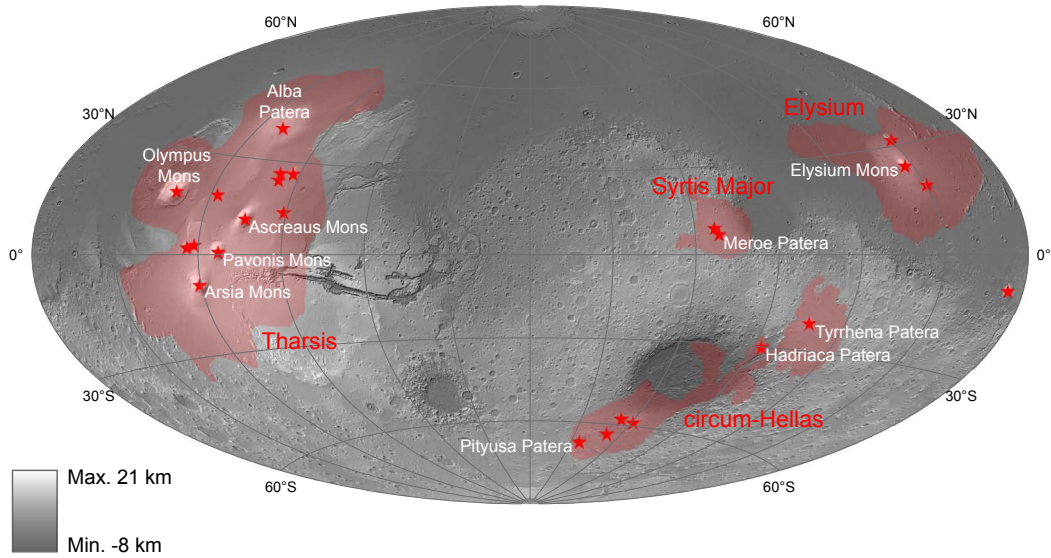 60°N
60°N
Alba
Patera
30°N
Elysium
30°N
Olympus
Mons
Elysium Mons
Syrtis Major
Ascreaus Mons
Meroe Patera
0°
Pavonis Mons
0°
Arsia Mons
Tharsis
Tyrrhena Patera
Hadriaca Patera
30°S
30°S
circum-Hellas
Pityusa Patera
Max. 21 km
60°S
60°S
Min. -8 km